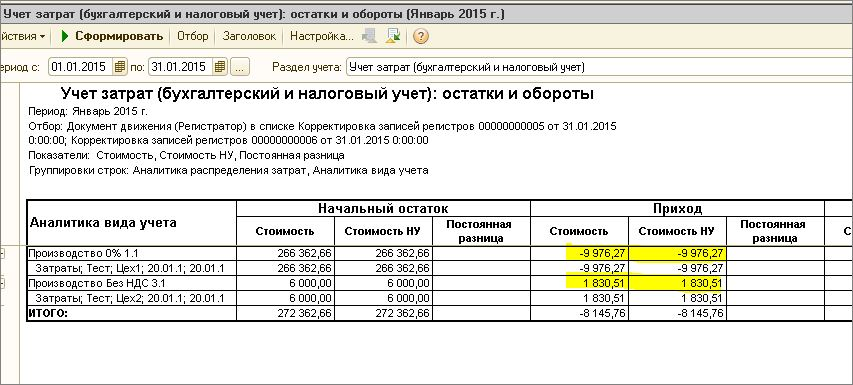 Учет затрат (бухгалтерский и налоговый учет): остатки и обороты (Январь 2015 г.)
йствия Сформировать Отбор Заголовок Настройка... ?
ериод с: 01.01.2015 по: 31.01.2015 ... Раздел учета: Учет затрат (бухгалтерский и налоговый учет)
Учет затрат (бухгалтерский и налоговый учет): остатки и обороты
Период: Январь 2015 г.
Отбор: Документ движения (Регистратор) в списке Корректировка записей регистров 00000000005 от 31.01.2015
0:00:00; Корректировка записей регистров 00000000006 от 31.01.2015 0:00:00
Показатели: Стоимость, Стоимость НУ, Постоянная разница
Группировки строк: Аналитика распределения затрат, Аналитика вида учета
Аналитика вида учета Начальный остаток Приход
Стоимость Стоимость НУ Постоянная разница Стоимость Стоимость НУ Постоянная разница С
Производство 0% 1.1 266 362,66 266 362,66 -9 976,27 -9 976,27
Затраты; Тест; Цех1; 20.01.1; 20.01.1 266 362,66 266 362,66 -9 976,27 -9 976,27
Производство Без НДС 3.1 6 000,00 6 000,00 1 830,51 1 830,51
Затраты; Тест; Цех2; 20.01.1; 20.01.1 6 000,00 6 000,00 1 830,51 1 830,51
ИТОГО: 272 362,66 272 362,66 -8 145,76 -8 145,76